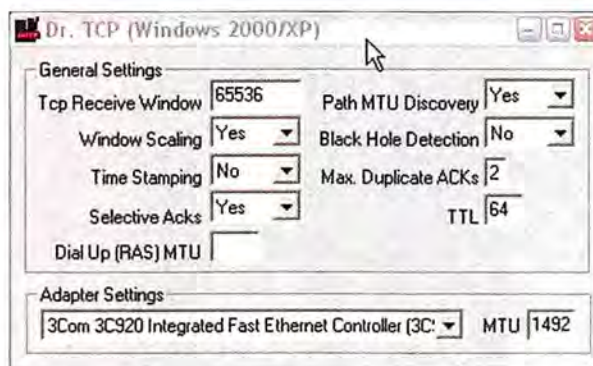 Dr. TCP (Windows 2000/XP)
General Settings
Tcp Receive Window 65536 Path MTU Discovery Yes
Window Scaling Yes Black Hole Detection No
Time Stamping No Max. Duplicate ACKs 2
Selective Acks Yes TTL 64
Dial Up (RAS) MTU
Adapter Settings
3Com 3C920 Integrated Fast Ethernet Controller (3C: MTU 1492